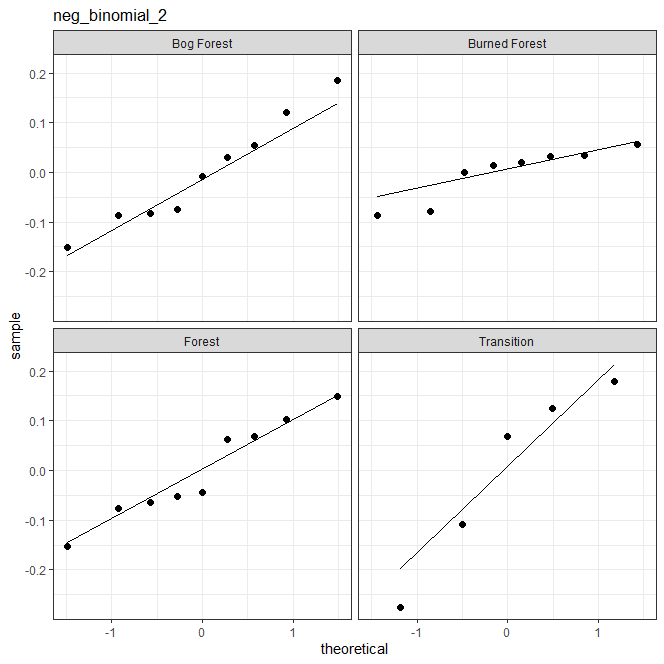 neg_binomial_2
Bog Forest Burned Forest
0.2
0.1
0.0
-0.1
-0.2
sample
Forest Transition
0.2
0.1
0.0
-0.1
-0.2
-1 0 1 -1 0 1
theoretical